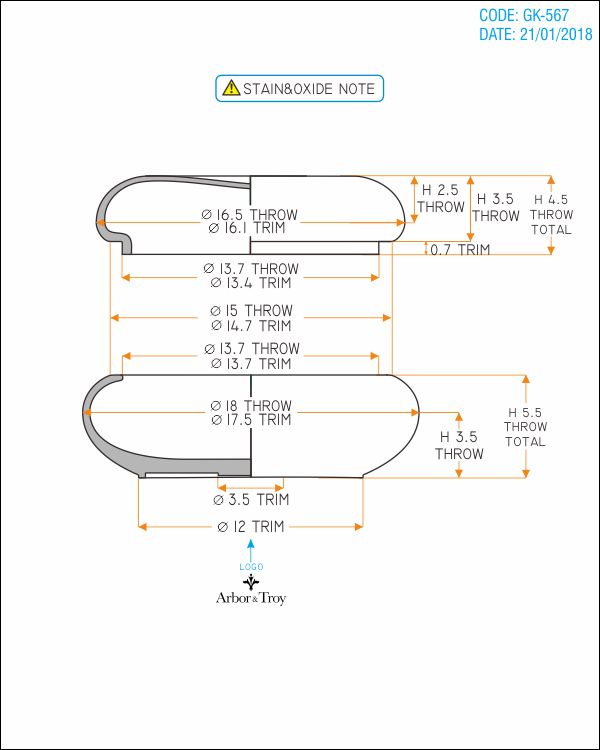 CODE: GK-567
DATE: 21/01/2018
STAIN&OXIDE NOTE
H 2.5
THROW
H 3.5
THROW
H 4.5
THROW
TOTAL
Ø 16.5 THROW
Ø 16.1 TRIM
0.7 TRIM
Ø 13.7 THROW
Ø 13.4 TRIM
Ø 15 THROW
Ø 14.7 TRIM
Ø 13.7 THROW
Ø 13.7 TRIM
Ø 18 THROW
Ø 17.5 TRIM
H 3.5
THROW
H 5.5
THROW
TOTAL
Ø 3.5 TRIM
Ø 12 TRIM
LOGO
Arbor & Troy